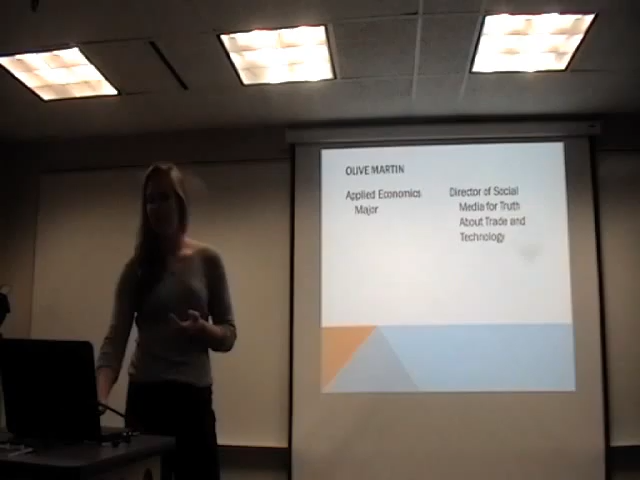 OLIVE MARTIN
Applied Economics
Major
Director of Social
Media for Truth
About Trade and
Technology